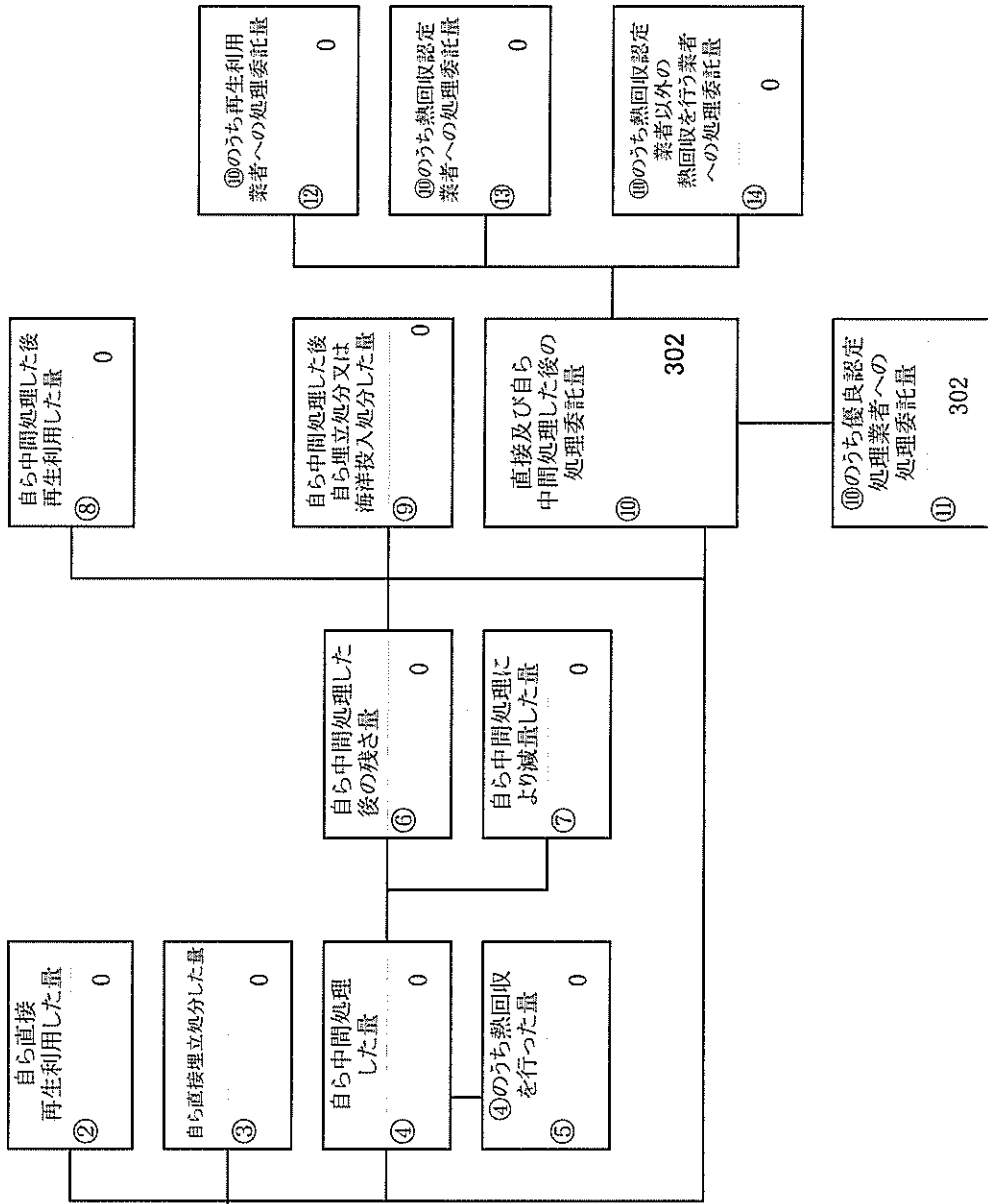 自ら直接
再生利用した量
②
0
自ら直接埋立処分した量
③
0
自ら中間処理
した量
④
0
④のうち熱回収
を行った量
⑤
0
自ら中間処理した
後の残さ量
⑥
0
自ら中間処理に
より減量した量
⑦
0
自ら中間処理した後
再生利用した量
⑧
0
自ら中間処理した後
自ら埋立処分又は
海洋投入処分した量
⑨
0
直接及び自ら
中間処理した後の
処理委託量
⑩
302
⑩のうち優良認定
処理業者への
処理委託量
⑪
302
⑩のうち再生利用
業者への処理委託量
⑫
0
⑩のうち熱回収認定
業者への処理委託量
⑬
0
⑩のうち熱回収認定
業者以外の
熱回収を行う業者
への処理委託量
⑭
0